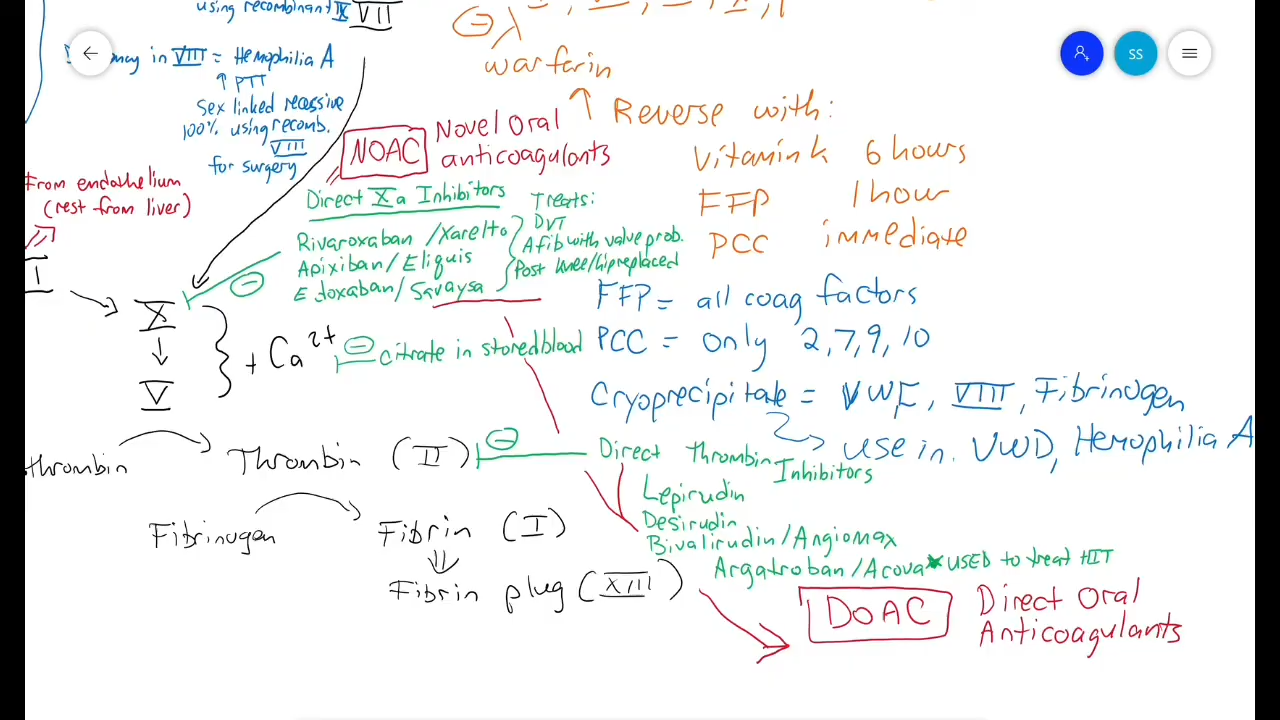 using recombinant IX
VII
may in VIII = Hemophilia A
↑ PTT
Sex linked recessive
100% using recomb.
VIII
for surgery
warfarin
SS
↑ Reverse with:
Vitamin k 6 hours
FFP 1 hour
PCC immediate
NOAC
Novel Oral
anticoagulants
From endothelium
(rest from liver)
Direct Xa Inhibitors
Rivaroxaban / Xarelto
Apixiban / Eliquis
Edoxaban / Savaysa
Treats:
DVT
Afib with valve prob.
Post knee/hip replaced
I
X
V
+ Ca2+
citrate in stored blood
FFP = all coag factors
PCC = only 2,7,9,10
Cryoprecipitate = VWF, VIII, Fibrinogen
use in VWD, Hemophilia A
thrombin
Thrombin (II)
Direct Thrombin
Inhibitors
Lepirudin
Desirudin
Bivalirudin / Angiomax
Argatroban / Acova * USED to treat HIT
Fibrinogen
Fibrin (I)
Fibrin plug (XIII)
DOAC
Direct Oral
Anticoagulants